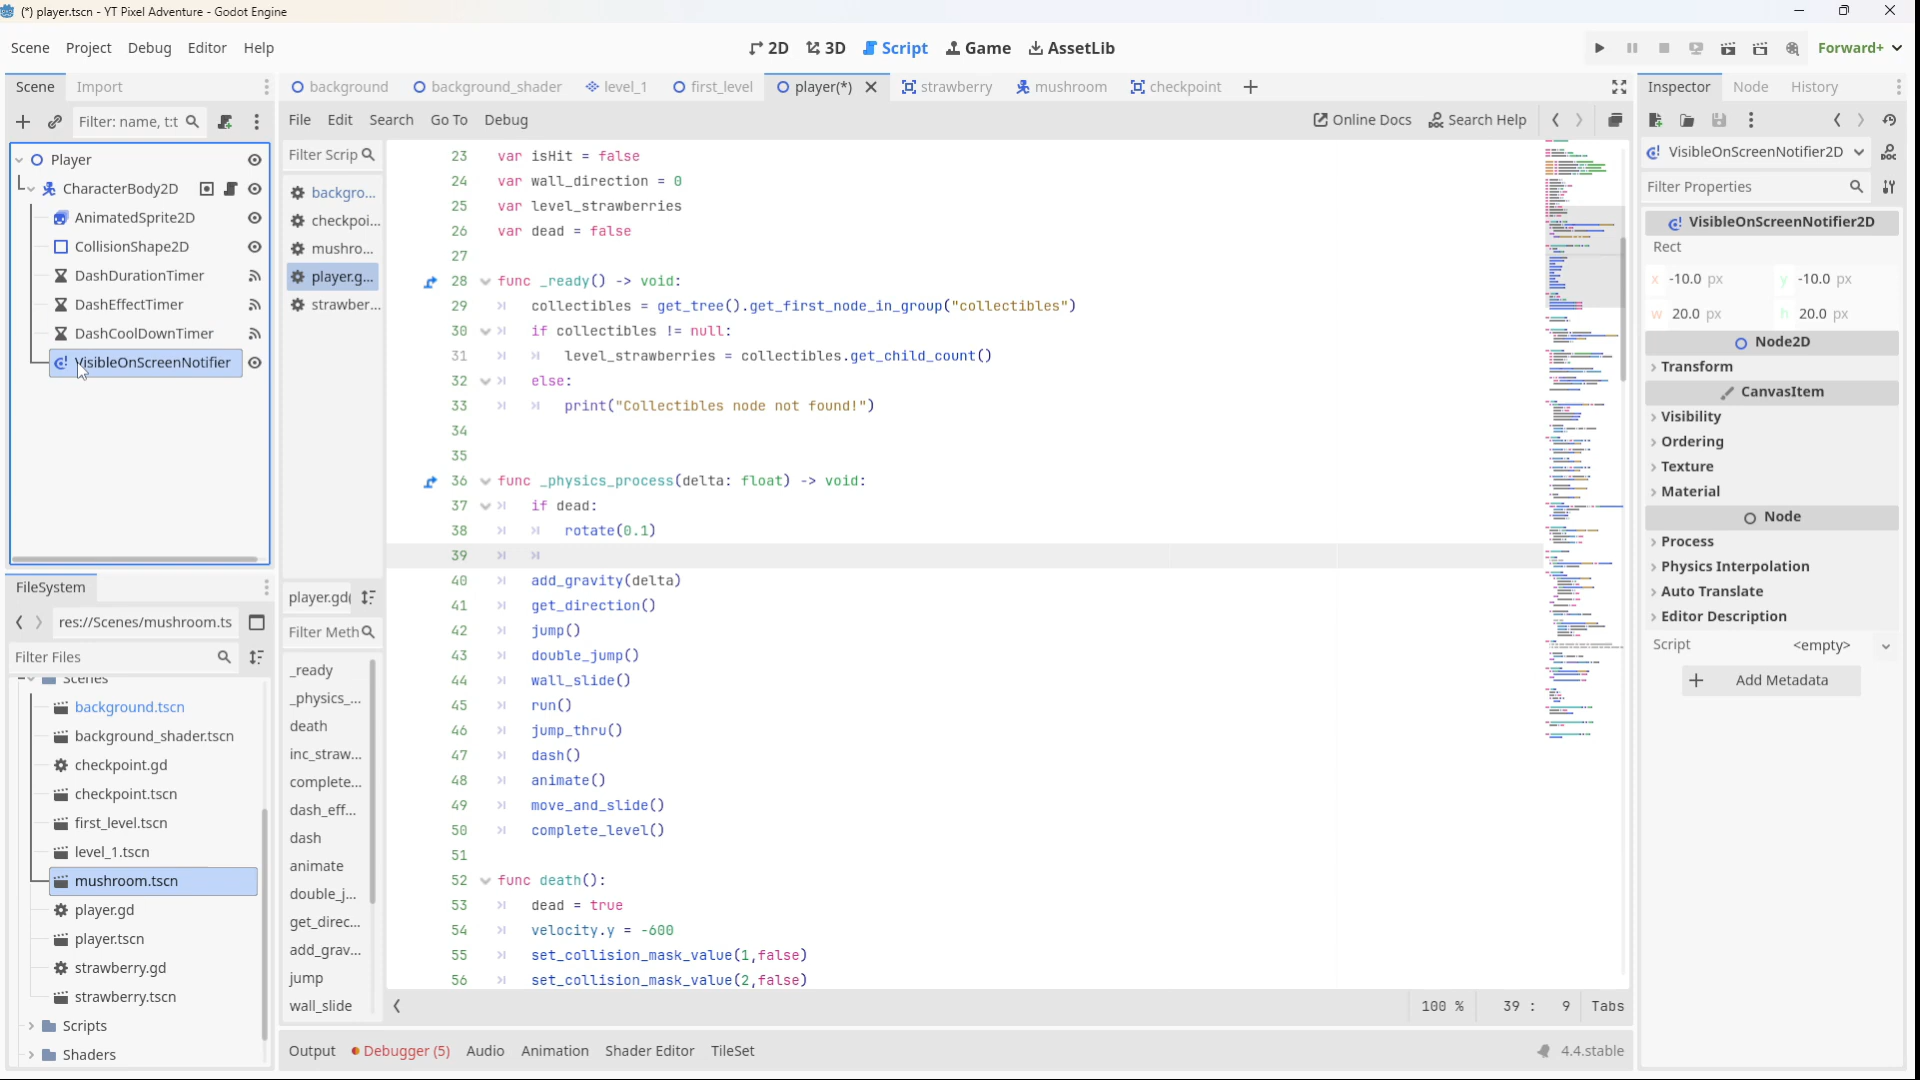 (*) player.tscn - YT Pixel Adventure - Godot Engine
Scene Project Debug Editor Help
2D 3D Script Game AssetLib
Forward+
Scene Import
background background_shader level_1 first_level player(*) strawberry mushroom checkpoint
Inspector Node History
Filter: name, t:t
File Edit Search Go To Debug
Online Docs Search Help
Player
CharacterBody2D
AnimatedSprite2D
CollisionShape2D
DashDurationTimer
DashEffectTimer
DashCoolDownTimer
VisibleOnScreenNotifier
FileSystem
res://Scenes/mushroom.ts
Filter Files
Scenes
background.tscn
background_shader.tscn
checkpoint.gd
checkpoint.tscn
first_level.tscn
level_1.tscn
mushroom.tscn
player.gd
player.tscn
strawberry.gd
strawberry.tscn
Scripts
Shaders
Filter Scrip
backgro...
checkpoi...
mushro...
player.g...
strawber...
player.gd(
Filter Meth
_ready
_physics_...
death
inc_straw...
complete...
dash_eff...
dash
animate
double_j...
get_direc...
add_grav...
jump
wall_slide
23 var isHit = false
24 var wall_direction = 0
25 var level_strawberries
26 var dead = false
27
28 func _ready() -> void:
29 collectibles = get_tree().get_first_node_in_group("collectibles")
30 if collectibles != null:
31 level_strawberries = collectibles.get_child_count()
32 else:
33 print("Collectibles node not found!")
34
35
36 func _physics_process(delta: float) -> void:
37 if dead:
38 rotate(0.1)
39
40 add_gravity(delta)
41 get_direction()
42 jump()
43 double_jump()
44 wall_slide()
45 run()
46 jump_thru()
47 dash()
48 animate()
49 move_and_slide()
50 complete_level()
51
52 func death():
53 dead = true
54 velocity.y = -600
55 set_collision_mask_value(1,false)
56 set_collision_mask_value(2,false)
100 % 39 : 9 Tabs
Output Debugger (5) Audio Animation Shader Editor TileSet
4.4.stable
VisibleOnScreenNotifier2D
Filter Properties
VisibleOnScreenNotifier2D
Rect
x -10.0 px y -10.0 px
w 20.0 px h 20.0 px
Node2D
Transform
CanvasItem
Visibility
Ordering
Texture
Material
Node
Process
Physics Interpolation
Auto Translate
Editor Description
Script <empty>
Add Metadata